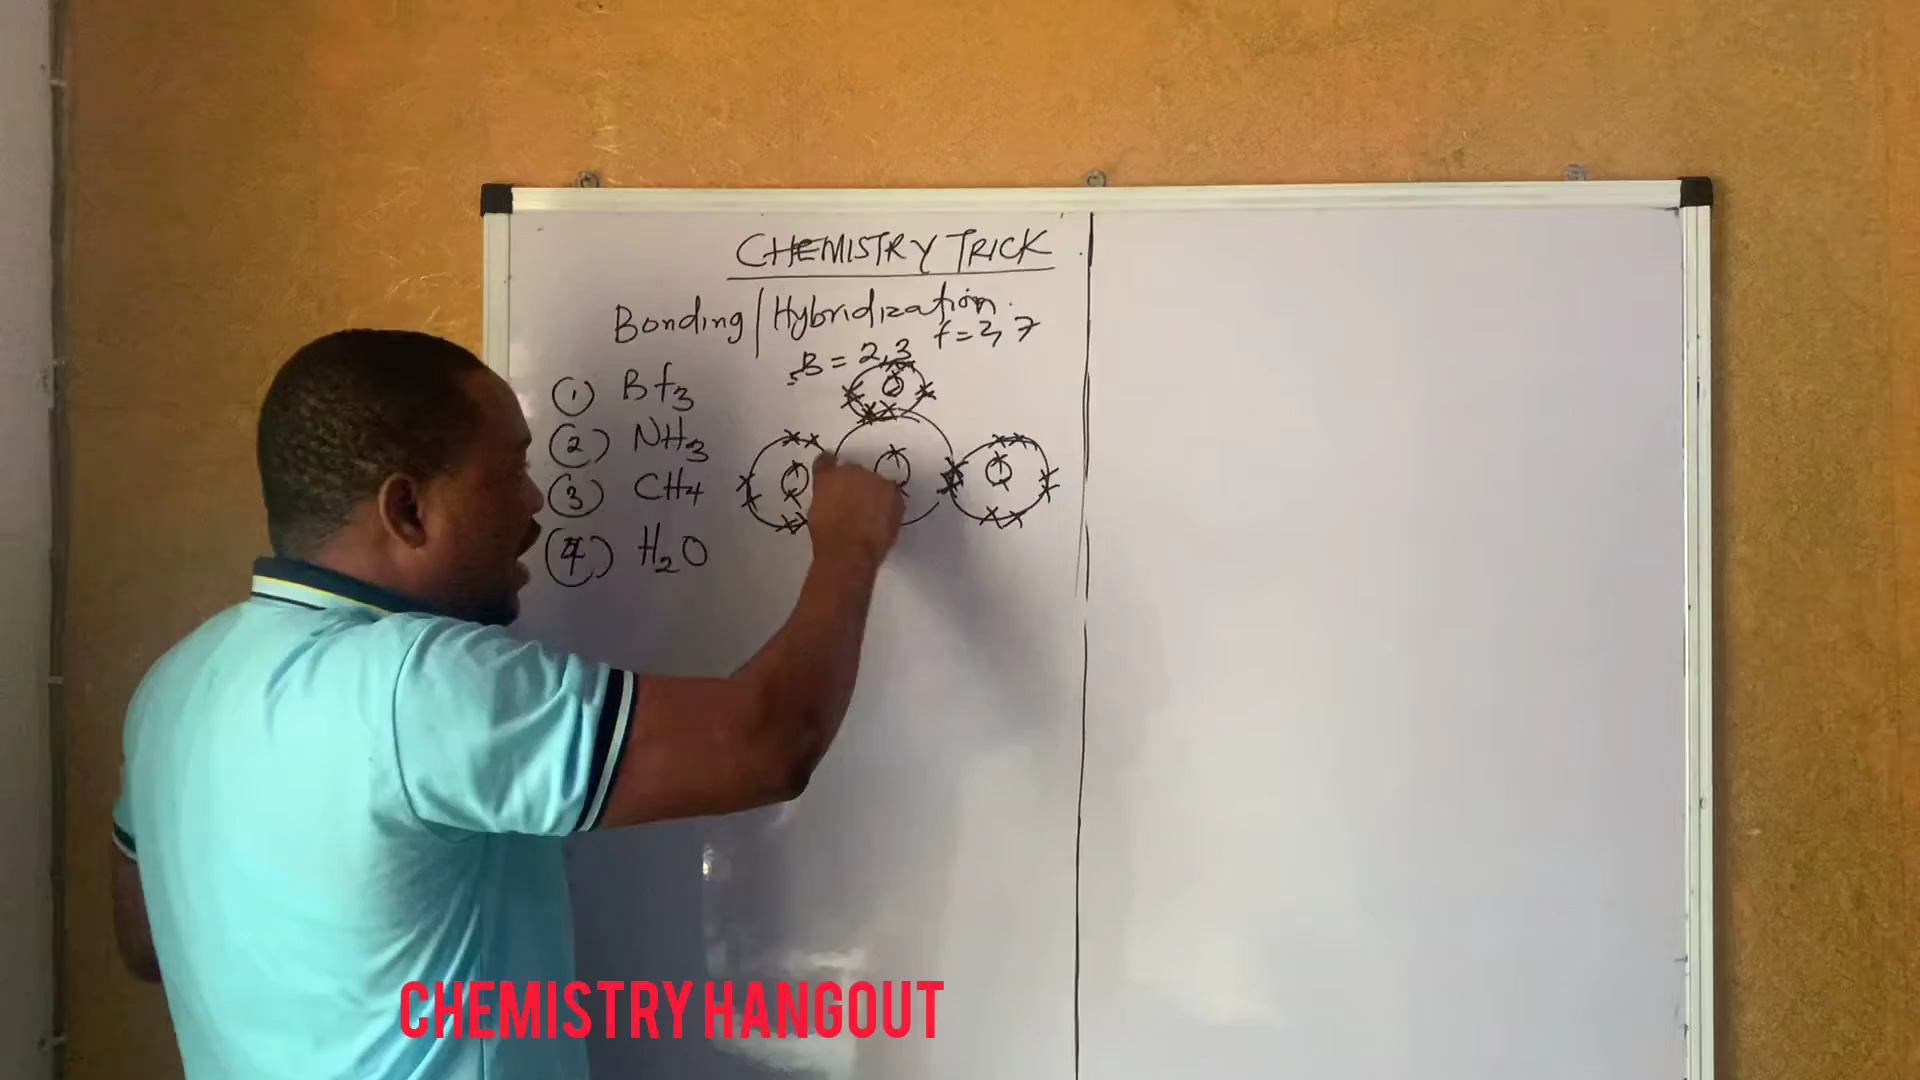 CHEMISTRY TRICK
Bonding | Hybridization.
B = 2,3 f = 2, 7
① Bf₃
② NH₃
③ CH₄
④ H₂O
CHEMISTRY HANGOUT